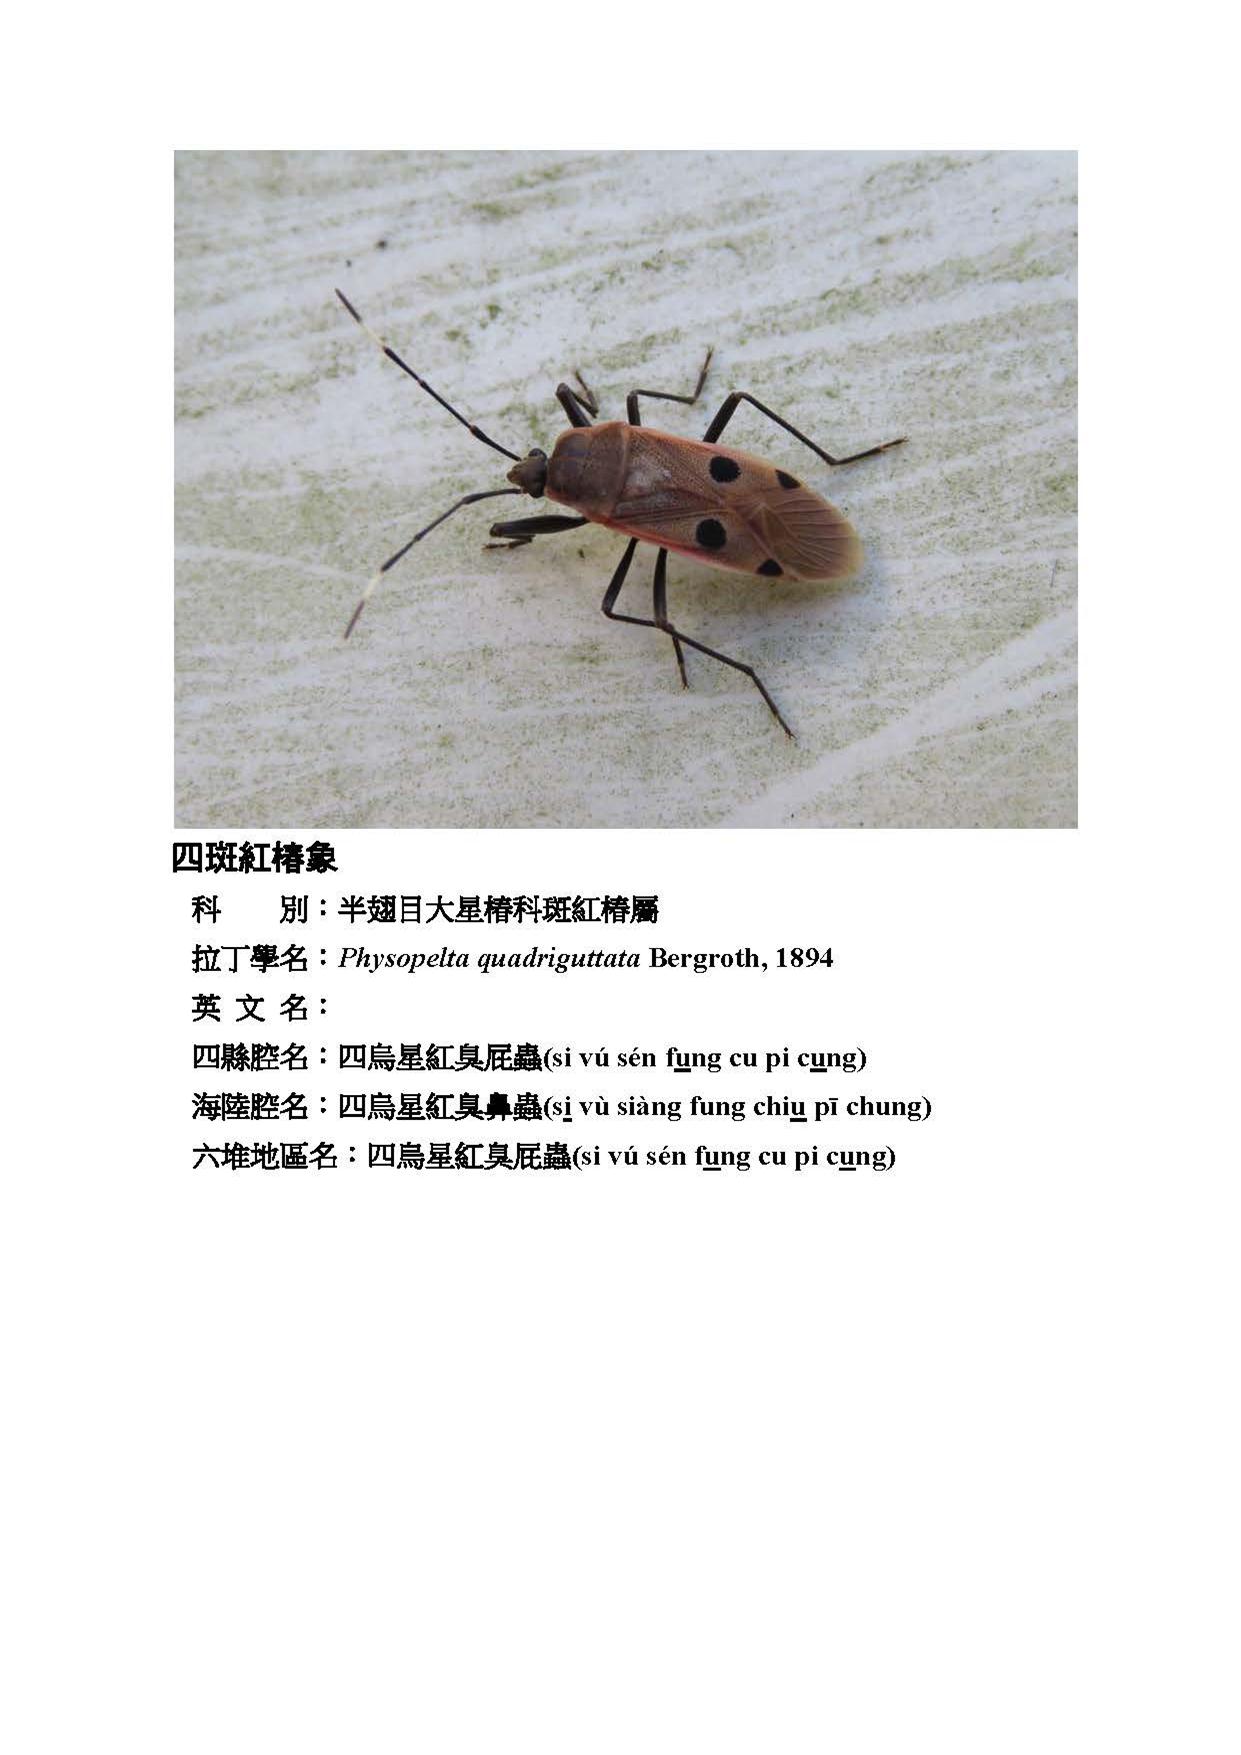 四斑紅椿象
科　　別：半翅目大星椿科斑紅椿屬
拉丁學名：Physopelta quadriguttata Bergroth, 1894
英 文 名：
四縣腔名：四烏星紅臭屁蟲(si vú sén fung cu pi cung)
海陸腔名：四烏星紅臭鼻蟲(si vù siàng fung chiu pī chung)
六堆地區名：四烏星紅臭屁蟲(si vú sén fung cu pi cung)